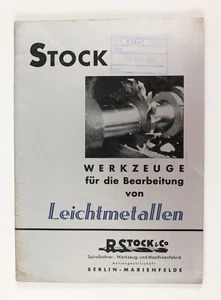 STOCK
WERKZEUGE
für die Bearbeitung
von
Leichtmetallen
R. STOCK & Co
Spiralbohrer-, Werkzeug- und Maschinenfabrik
Aktiengesellschaft
BERLIN-MARIENFELDE